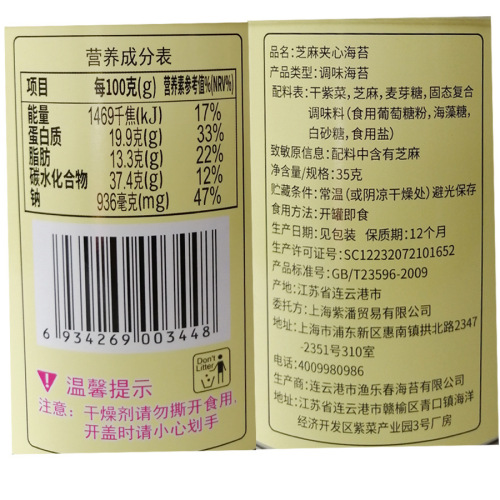 营养成分表
项目 每100克(g) 营养素参考值%(NRV%)
能量 1469千焦(kJ) 17%
蛋白质 19.9克(g) 33%
脂肪 13.3克(g) 22%
碳水化合物 37.4克(g) 12%
钠 936毫克(mg) 47%
6 934269 003448
Don't
Litter
温馨提示
注意：干燥剂请勿撕开食用，
开盖时请小心划手
品名：芝麻夹心海苔
产品类型：调味海苔
配料表：干紫菜，芝麻，麦芽糖，固态复合
调味料（食用葡萄糖粉，海藻糖，
白砂糖，食用盐）
致敏原信息：配料中含有芝麻
净含量/规格：35克
贮藏条件：常温（或阴凉干燥处）避光保存
食用方法：开罐即食
生产日期：见包装 保质期：12个月
生产许可证号：SC12232072101652
产品标准号：GB/T23596-2009
产地：江苏省连云港市
委托方：上海紫潘贸易有限公司
地址：上海市浦东新区惠南镇拱北路2347
-2351号310室
电话：4009980986
生产商：连云港市渔乐春海苔有限公司
地址：江苏省连云港市赣榆区青口镇海洋
经济开发区紫菜产业园3号厂房